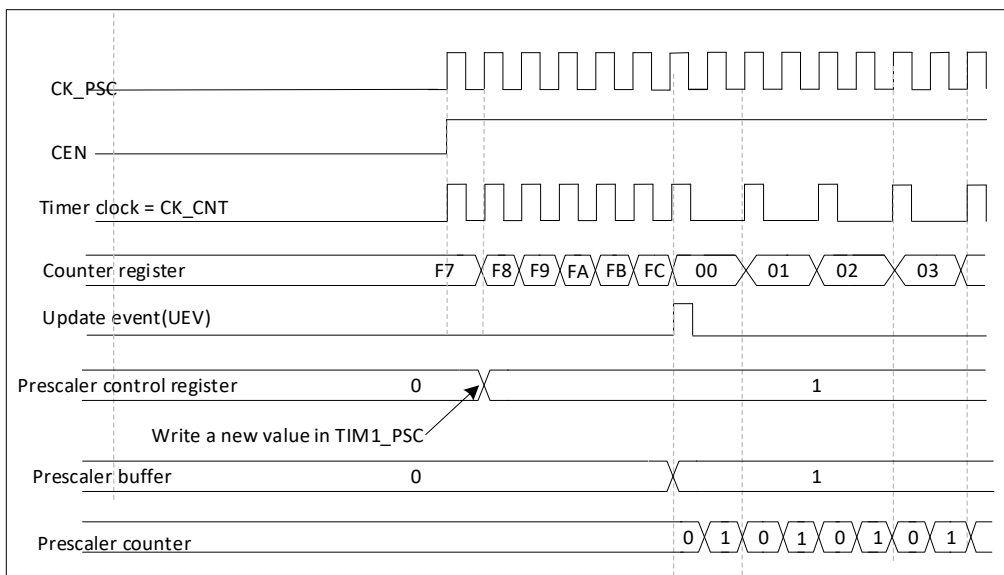 CK_PSC
CEN
Timer clock = CK_CNT
Counter register F7 F8 F9 FA FB FC 00 01 02 03
Update event(UEV)
Prescaler control register 0 1
Write a new value in TIM1_PSC
Prescaler buffer 0 1
Prescaler counter 0 1 0 1 0 1 0 1